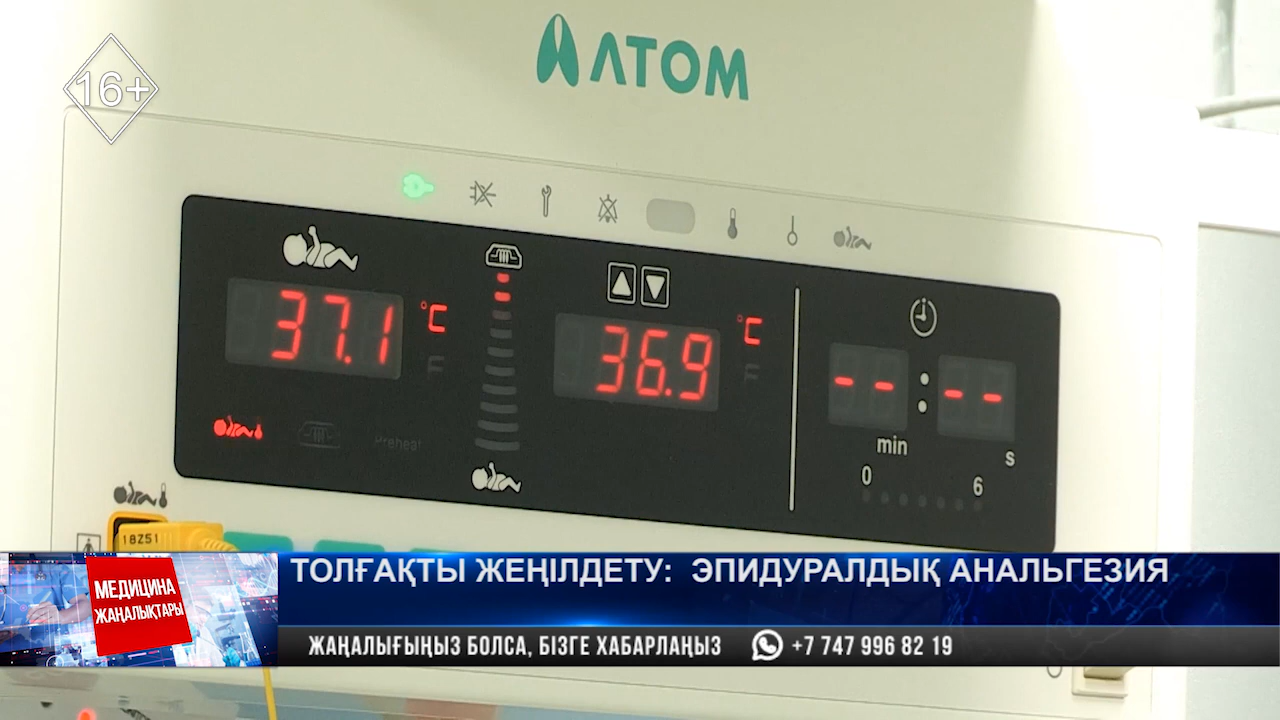 16+
ATOM
37.1 °C
F
36.9 °C
F
-- : --
min
s
0
6
Preheat
18Z51
МЕДИЦИНА
ЖАҢАЛЫҚТАРЫ
ТОЛҒАҚТЫ ЖЕҢІЛДЕТУ: ЭПИДУРАЛДЫҚ АНАЛЬГЕЗИЯ
ЖАҢАЛЫҒЫҢЫЗ БОЛСА, БІЗГЕ ХАБАРЛАҢЫЗ +7 747 996 82 19